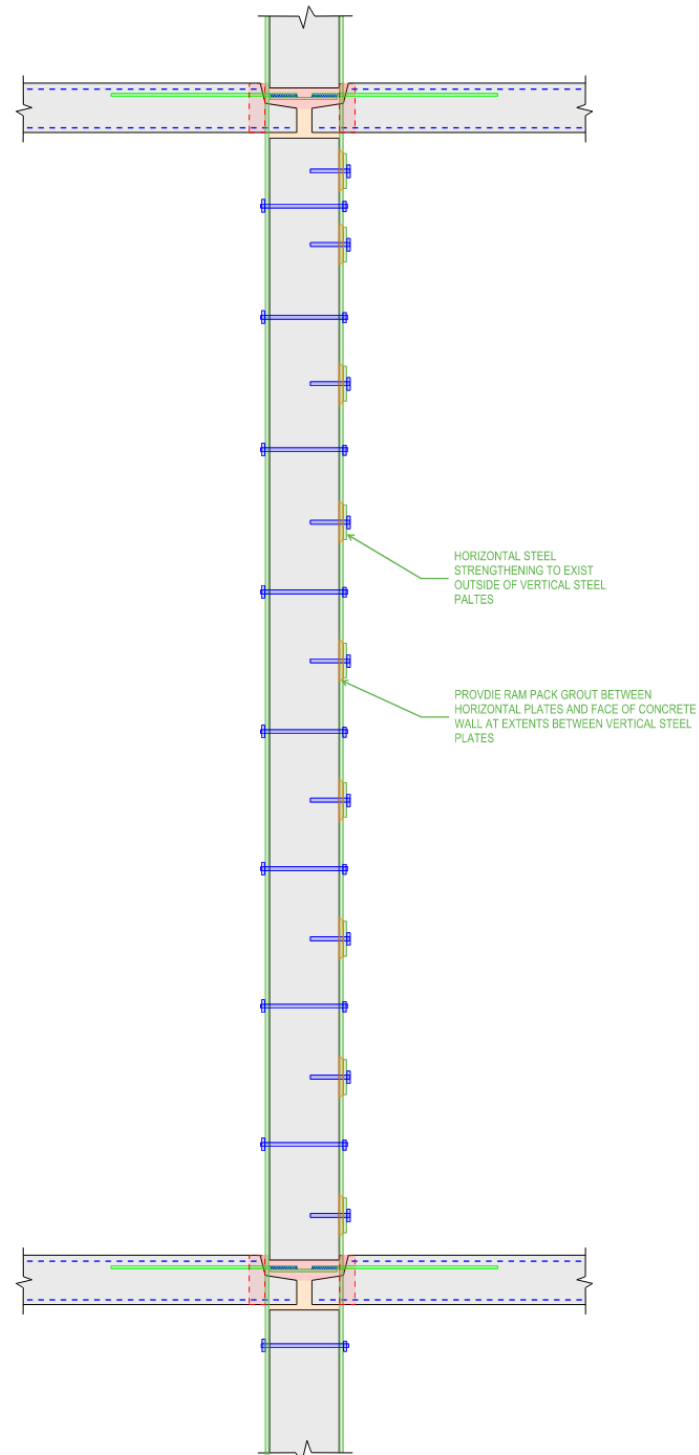 HORIZONTAL STEEL
STRENGTHENING TO EXIST
OUTSIDE OF VERTICAL STEEL
PALTES
PROVDIE RAM PACK GROUT BETWEEN
HORIZONTAL PLATES AND FACE OF CONCRETE
WALL AT EXTENTS BETWEEN VERTICAL STEEL
PLATES